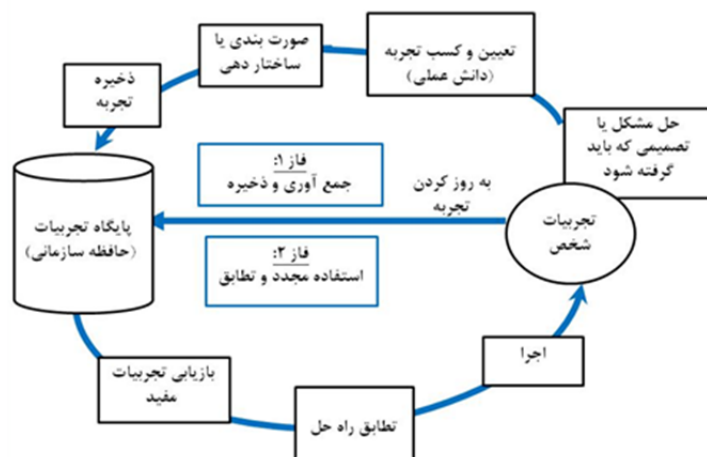 صورت بندی یا
ساختار دهی
تعیین و کسب تجربه
(دانش عملی)
ذخیره
تجربه
حل مشکل یا
تصمیمی که باید
گرفته شود
فاز ۱:
جمع آوری و ذخیره
به روز کردن
تجربه
تجربیات
شخص
پایگاه تجربیات
(حافظه سازمانی)
فاز ۲:
استفاده مجدد و تطابق
اجرا
بازیابی تجربیات
مفید
تطابق راه حل